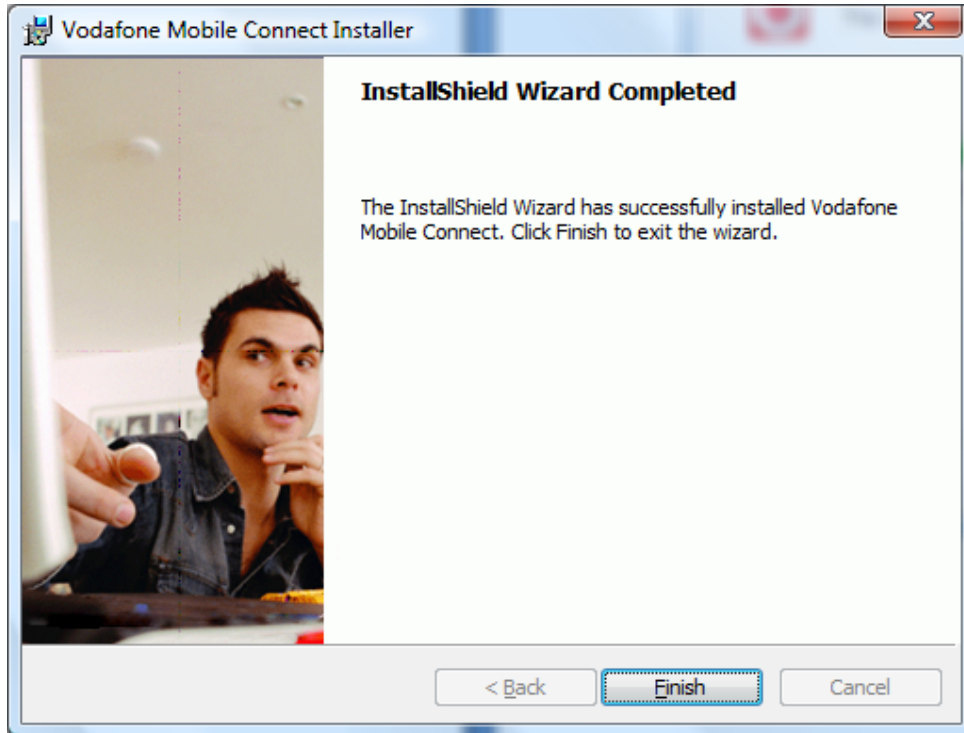 Vodafone Mobile Connect Installer
InstallShield Wizard Completed
The InstallShield Wizard has successfully installed Vodafone
Mobile Connect. Click Finish to exit the wizard.
< Back
Finish
Cancel